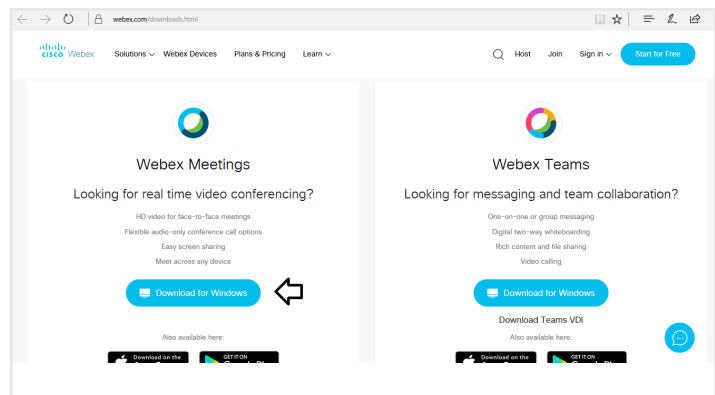 webex.com/downloads.html
CISCO Webex Solutions Webex Devices Plans & Pricing Learn Host Join Sign in Start for Free
Webex Meetings
Looking for real time video conferencing?
HD video for face-to-face meetings
Flexible audio-only conference call options
Easy screen sharing
Meet across any device
Download for Windows
Also available here:
Download on the
GET IT ON
Webex Teams
Looking for messaging and team collaboration?
One-on-one or group messaging
Digital two-way whiteboarding
Rich content and file sharing
Video calling
Download for Windows
Download Teams VDI
Also available here:
Download on the
GET IT ON